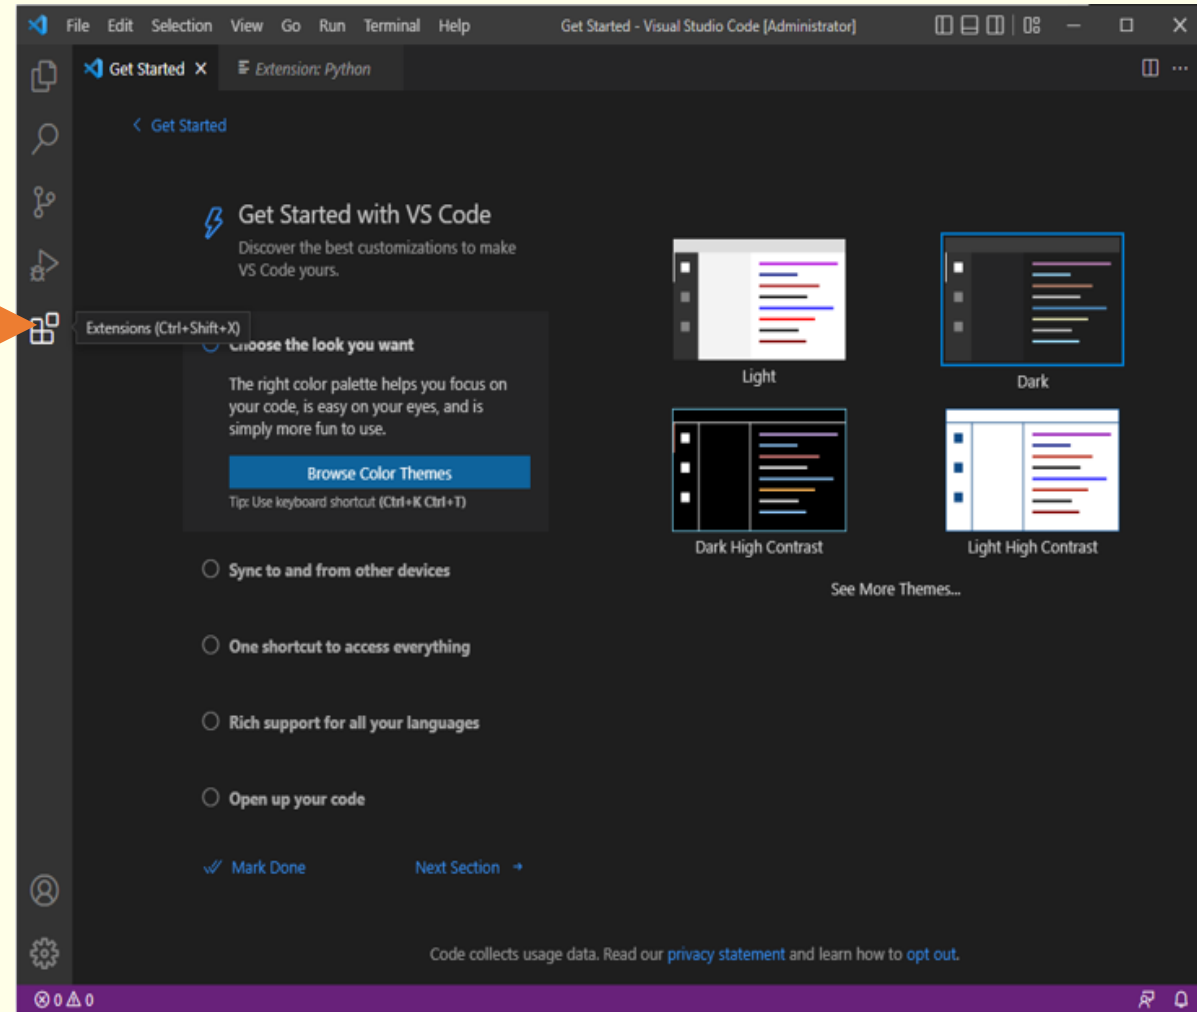 File Edit Selection View Go Run Terminal Help Get Started - Visual Studio Code [Administrator]
Get Started Extension: Python
Get Started
Get Started with VS Code
Discover the best customizations to make
VS Code yours.
Extensions (Ctrl+Shift+X)
Choose the look you want
The right color palette helps you focus on
your code, is easy on your eyes, and is
simply more fun to use.
Browse Color Themes
Tip: Use keyboard shortcut (Ctrl+K Ctrl+T)
Light
Dark
Dark High Contrast
Light High Contrast
See More Themes...
Sync to and from other devices
One shortcut to access everything
Rich support for all your languages
Open up your code
Mark Done Next Section
Code collects usage data. Read our privacy statement and learn how to opt out.
0 0